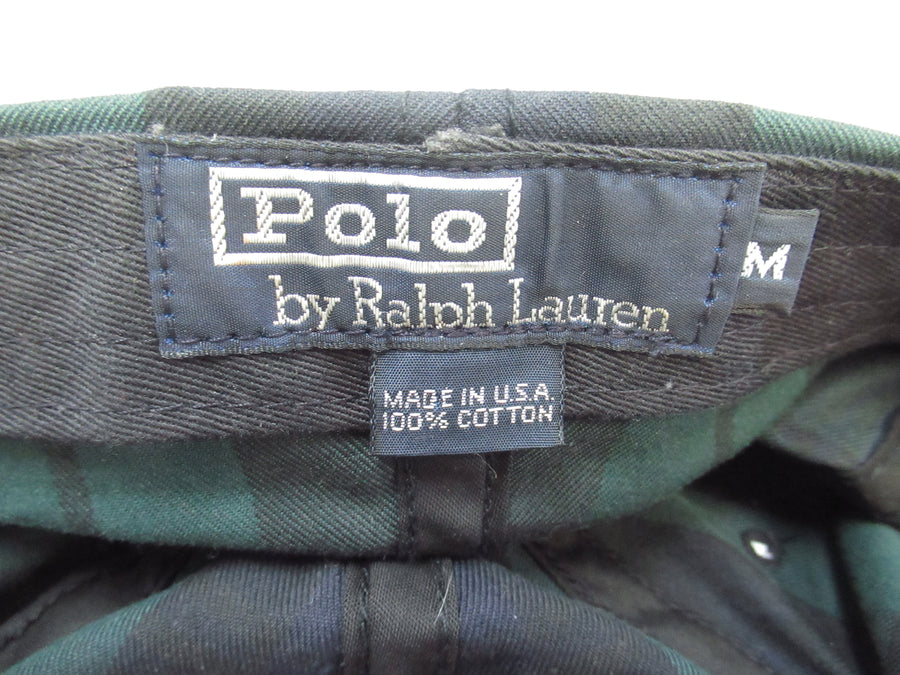 Polo
by Ralph Lauren
M
MADE IN U.S.A.
100% COTTON